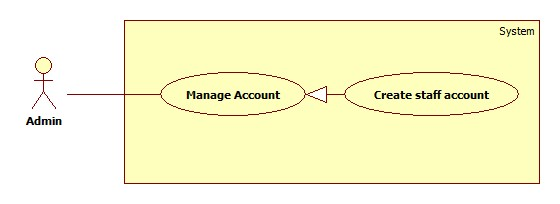 System
Manage Account
Create staff account
Admin